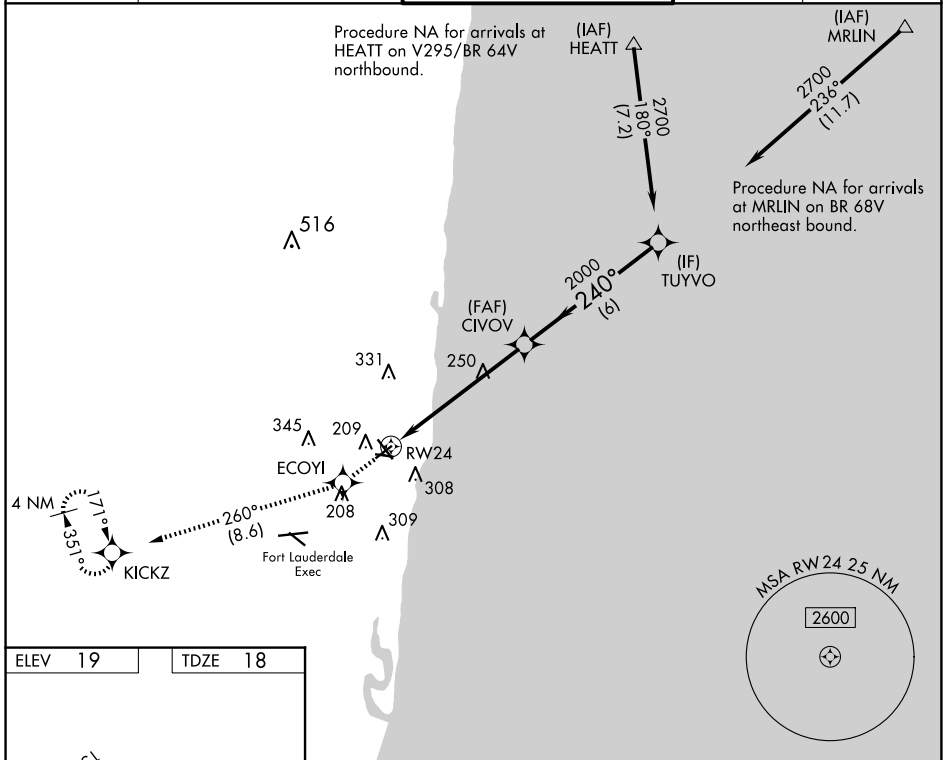 Procedure NA for arrivals at
HEATT on V295/BR 64V
northbound.
(IAF)
HEATT
(IAF)
MRLIN
2700
236°
(11.7)
2700
180°
(7.2)
Procedure NA for arrivals
at MRLIN on BR 68V
northeast bound.
516
(IF)
TUYVO
2000
240°
(6)
(FAF)
CIVOV
331
250
345
209
RW24
ECOYI
308
208
4 NM
171°
351°
260°
(8.6)
309
KICKZ
Fort Lauderdale
Exec
MSA RW24 25 NM
2600
ELEV 19
TDZE 18